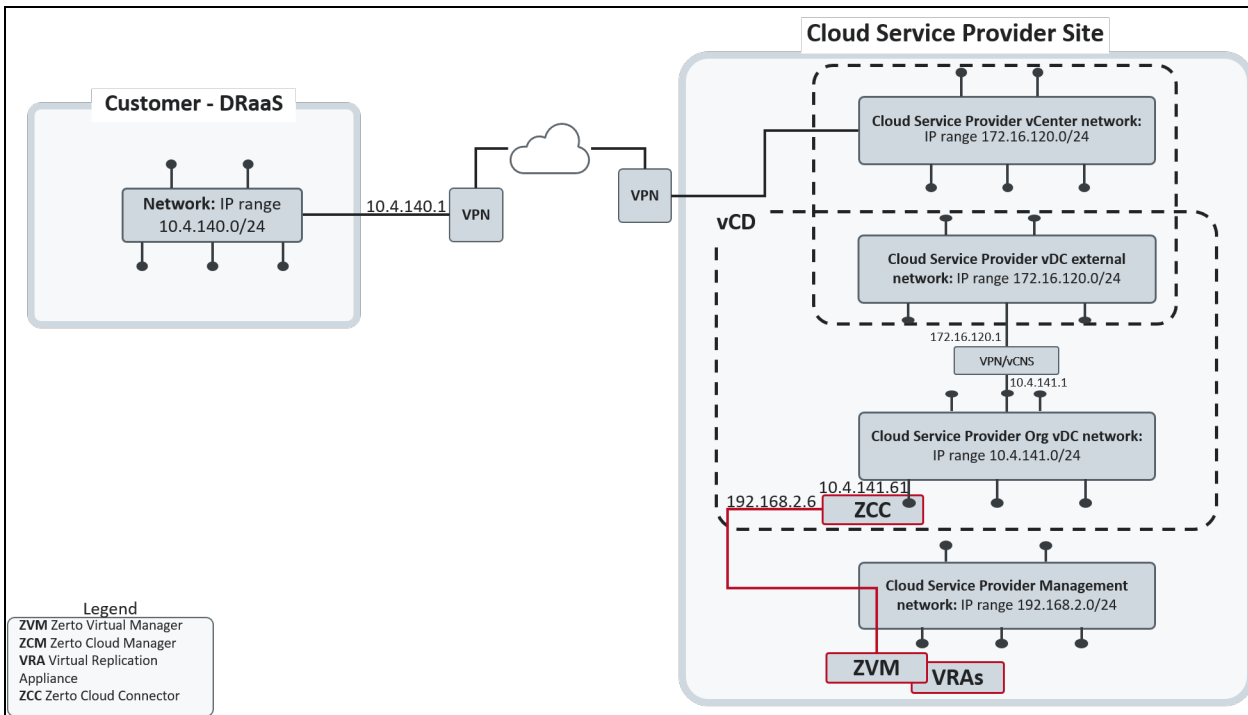 Cloud Service Provider Site
Customer - DRaaS
Cloud Service Provider vCenter network:
IP range 172.16.120.0/24
VPN
VPN
Network: IP range
10.4.140.0/24
10.4.140.1
vCD
Cloud Service Provider vDC external
network: IP range 172.16.120.0/24
172.16.120.1
VPN/vCNS
10.4.141.1
Cloud Service Provider Org vDC network:
IP range 10.4.141.0/24
10.4.141.61
192.168.2.6
ZCC
Cloud Service Provider Management
network: IP range 192.168.2.0/24
ZVM
VRAs
Legend
ZVM Zerto Virtual Manager
ZCM Zerto Cloud Manager
VRA Virtual Replication
Appliance
ZCC Zerto Cloud Connector